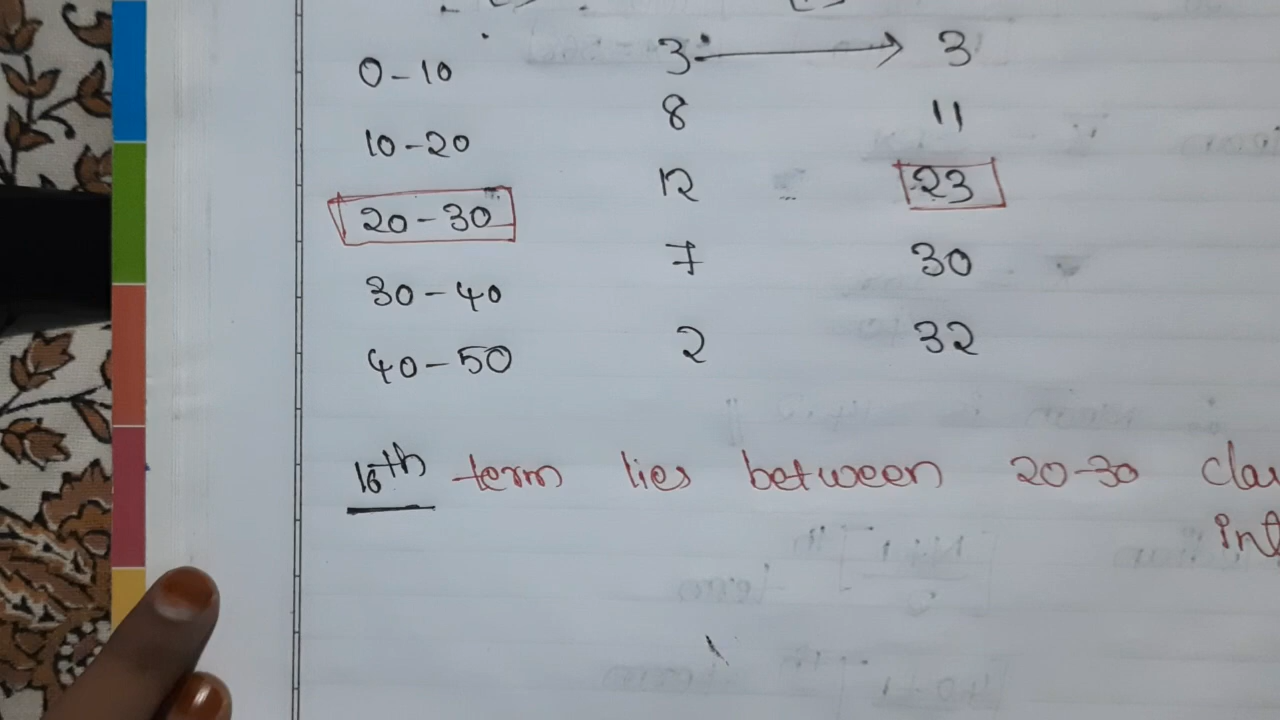 0-10 3 → 3
10-20 8 11
20-30 12 23
30-40 7 30
40-50 2 32
16th term lies between 20-30